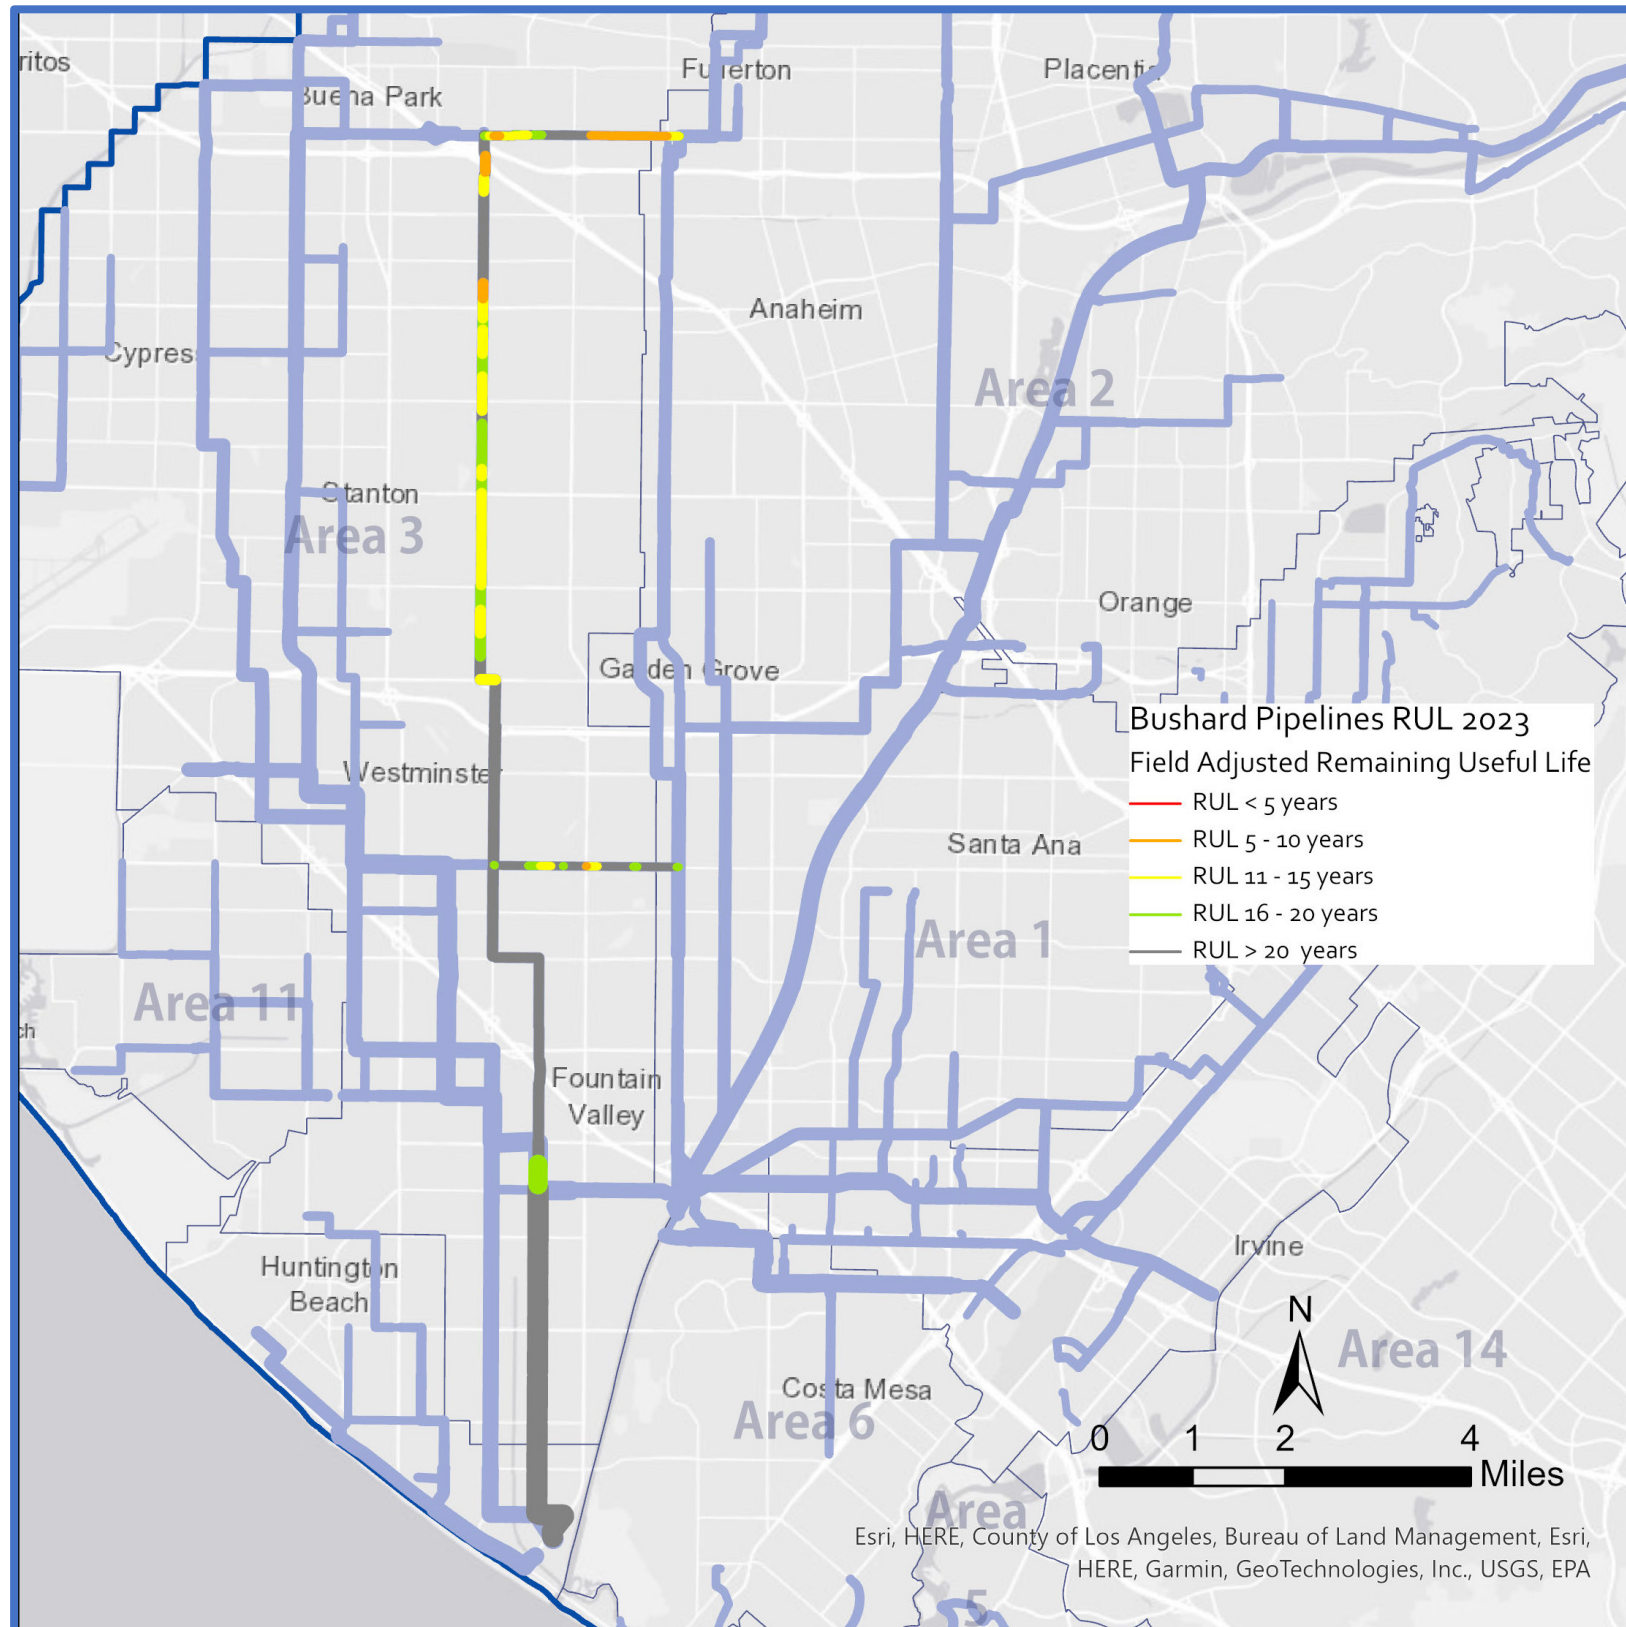 ritos
Fullerton
Placentia
Buena Park
Anaheim
Cypress
Area 2
Stanton
Area 3
Orange
Garden Grove
Bushard Pipelines RUL 2023
Field Adjusted Remaining Useful Life
RUL < 5 years
RUL 5 - 10 years
RUL 11 - 15 years
RUL 16 - 20 years
RUL > 20 years
Westminster
Santa Ana
Area 1
Area 11
ch
Fountain
Valley
Irvine
Huntington
Beach
N
Area 14
Costa Mesa
Area 6
0 1 2 4
Miles
Area
5
Esri, HERE, County of Los Angeles, Bureau of Land Management, Esri,
HERE, Garmin, GeoTechnologies, Inc., USGS, EPA